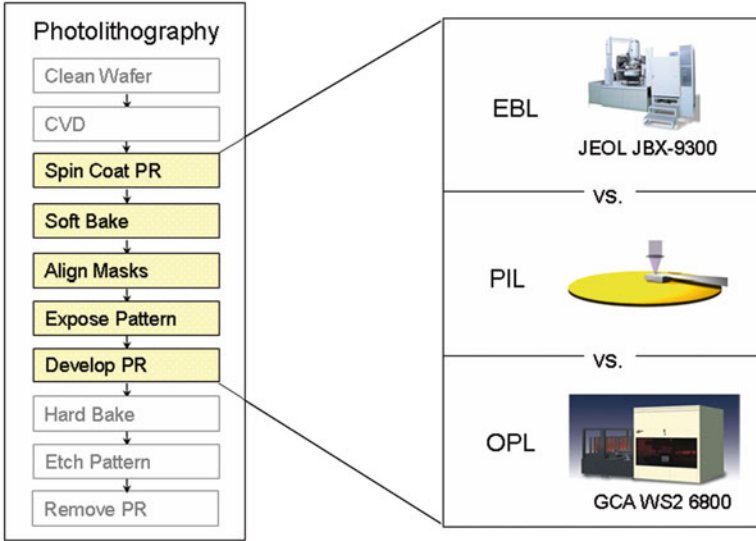 Photolithography
Clean Wafer
CVD
Spin Coat PR
Soft Bake
Align Masks
Expose Pattern
Develop PR
Hard Bake
Etch Pattern
Remove PR
EBL
JEOL JBX-9300
vs.
PIL
vs.
OPL
GCA WS2 6800